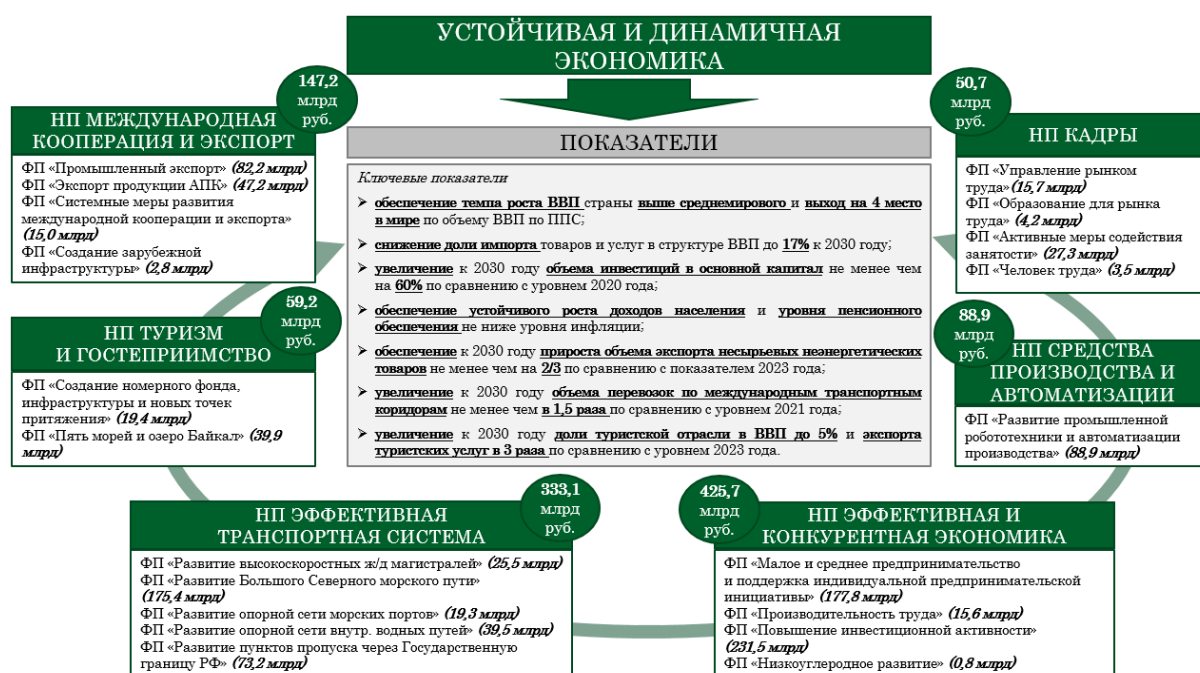 УСТОЙЧИВАЯ И ДИНАМИЧНАЯ
ЭКОНОМИКА
147,2
млрд
руб.
НП МЕЖДУНАРОДНАЯ
КООПЕРАЦИЯ И ЭКСПОРТ
ФП «Промышленный экспорт» (82,2 млрд)
ФП «Экспорт продукции АПК» (47,2 млрд)
ФП «Системные меры развития
международной кооперации и экспорта»
(15,0 млрд)
ФП «Создание зарубежной
инфраструктуры» (2,8 млрд)
59,2
млрд
руб.
НП ТУРИЗМ
И ГОСТЕПРИИМСТВО
ФП «Создание номерного фонда,
инфраструктуры и новых точек
притяжения» (19,4 млрд)
ФП «Пять морей и озеро Байкал» (39,9
млрд)
ПОКАЗАТЕЛИ
Ключевые показатели
➢ обеспечение темпа роста ВВП страны выше среднемирового и выход на 4 место
в мире по объему ВВП по ППС;
➢ снижение доли импорта товаров и услуг в структуре ВВП до 17% к 2030 году;
➢ увеличение к 2030 году объема инвестиций в основной капитал не менее чем
на 60% по сравнению с уровнем 2020 года;
➢ обеспечение устойчивого роста доходов населения и уровня пенсионного
обеспечения не ниже уровня инфляции;
➢ обеспечение к 2030 году прироста объема экспорта несырьевых неэнергетических
товаров не менее чем на 2/3 по сравнению с показателем 2023 года;
➢ увеличение к 2030 году объема перевозок по международным транспортным
коридорам не менее чем в 1,5 раза по сравнению с уровнем 2021 года;
➢ увеличение к 2030 году доли туристской отрасли в ВВП до 5% и экспорта
туристских услуг в 3 раза по сравнению с уровнем 2023 года.
50,7
млрд
руб.
НП КАДРЫ
ФП «Управление рынком
труда»(15,7 млрд)
ФП «Образование для рынка
труда» (4,2 млрд)
ФП «Активные меры содействия
занятости» (27,3 млрд)
ФП «Человек труда» (3,5 млрд)
88,9
млрд
руб.
НП СРЕДСТВА
ПРОИЗВОДСТВА И
АВТОМАТИЗАЦИИ
ФП «Развитие промышленной
робототехники и автоматизации
производства» (88,9 млрд)
333,1
млрд
руб.
НП ЭФФЕКТИВНАЯ
ТРАНСПОРТНАЯ СИСТЕМА
ФП «Развитие высокоскоростных ж/д магистралей» (25,5 млрд)
ФП «Развитие Большого Северного морского пути»
(175,4 млрд)
ФП «Развитие опорной сети морских портов» (19,3 млрд)
ФП «Развитие опорной сети внутр. водных путей» (39,5 млрд)
ФП «Развитие пунктов пропуска через Государственную
границу РФ» (73,2 млрд)
425,7
млрд
руб.
НП ЭФФЕКТИВНАЯ И
КОНКУРЕНТНАЯ ЭКОНОМИКА
ФП «Малое и среднее предпринимательство
и поддержка индивидуальной предпринимательской
инициативы» (177,8 млрд)
ФП «Производительность труда» (15,6 млрд)
ФП «Повышение инвестиционной активности»
(231,5 млрд)
ФП «Низкоуглеродное развитие» (0,8 млрд)